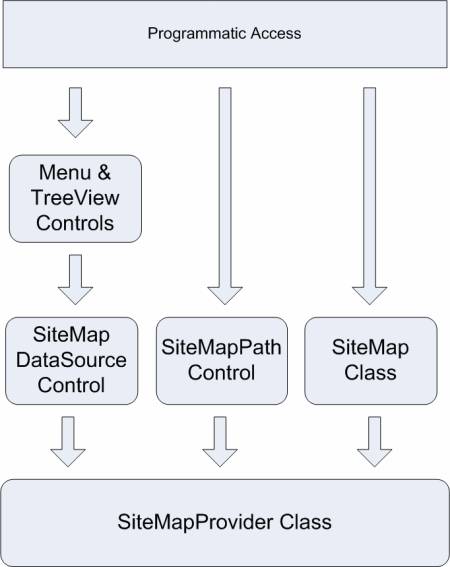 Programmatic Access
Menu &
TreeView
Controls
SiteMap
DataSource
Control
SiteMapPath
Control
SiteMap
Class
SiteMapProvider Class